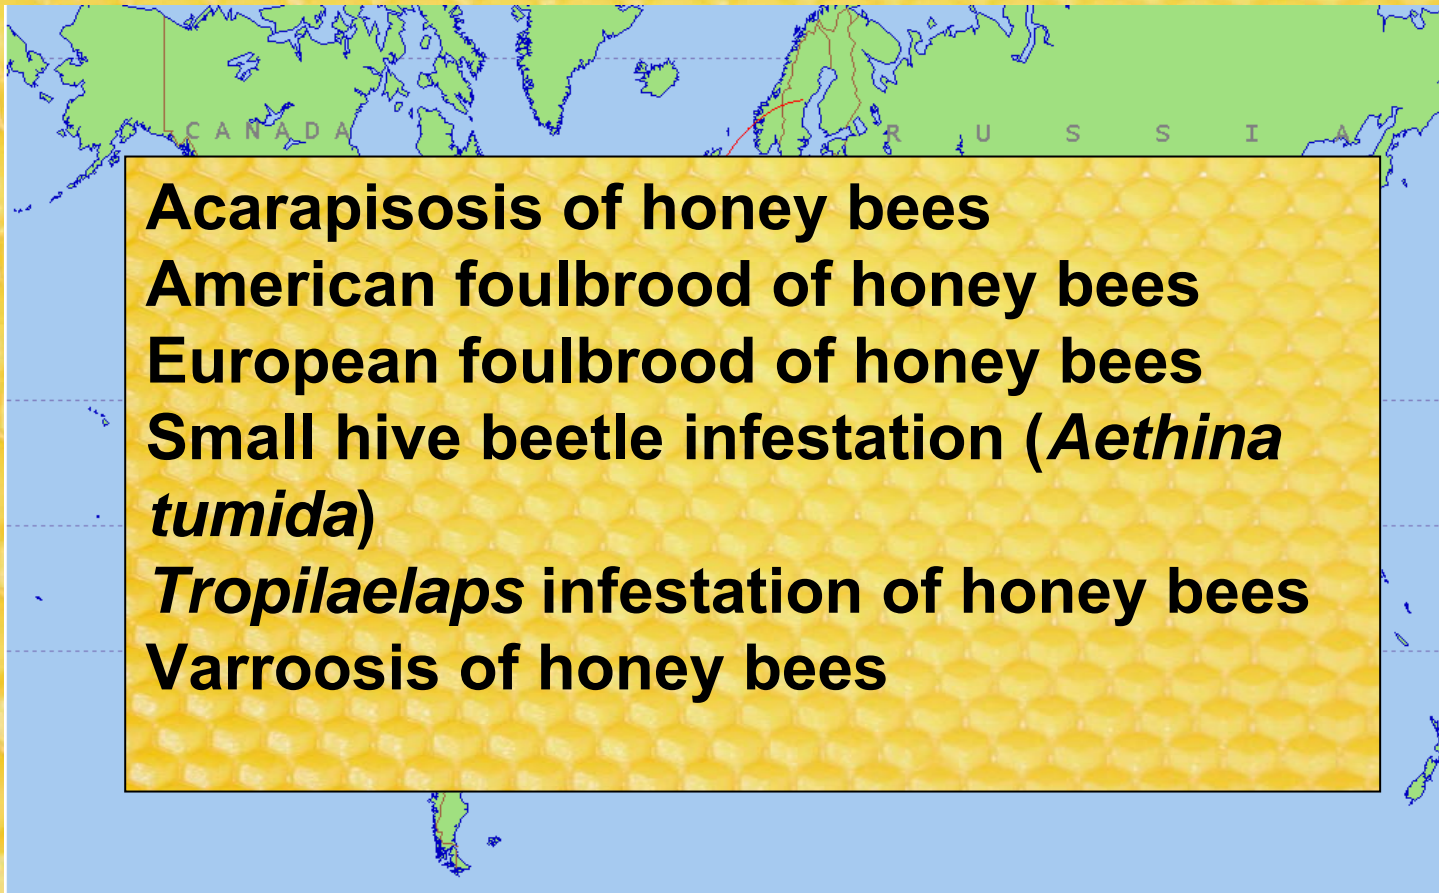 CANADA
RUSSIA
Acarapisosis of honey bees
American foulbrood of honey bees
European foulbrood of honey bees
Small hive beetle infestation (Aethina
tumida)
Tropilaelaps infestation of honey bees
Varroosis of honey bees